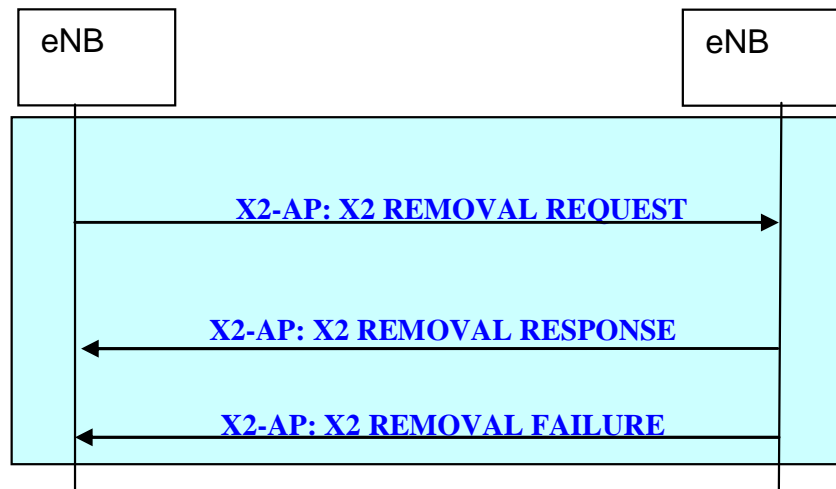 eNB
eNB
X2-AP: X2 REMOVAL REQUEST
X2-AP: X2 REMOVAL RESPONSE
X2-AP: X2 REMOVAL FAILURE